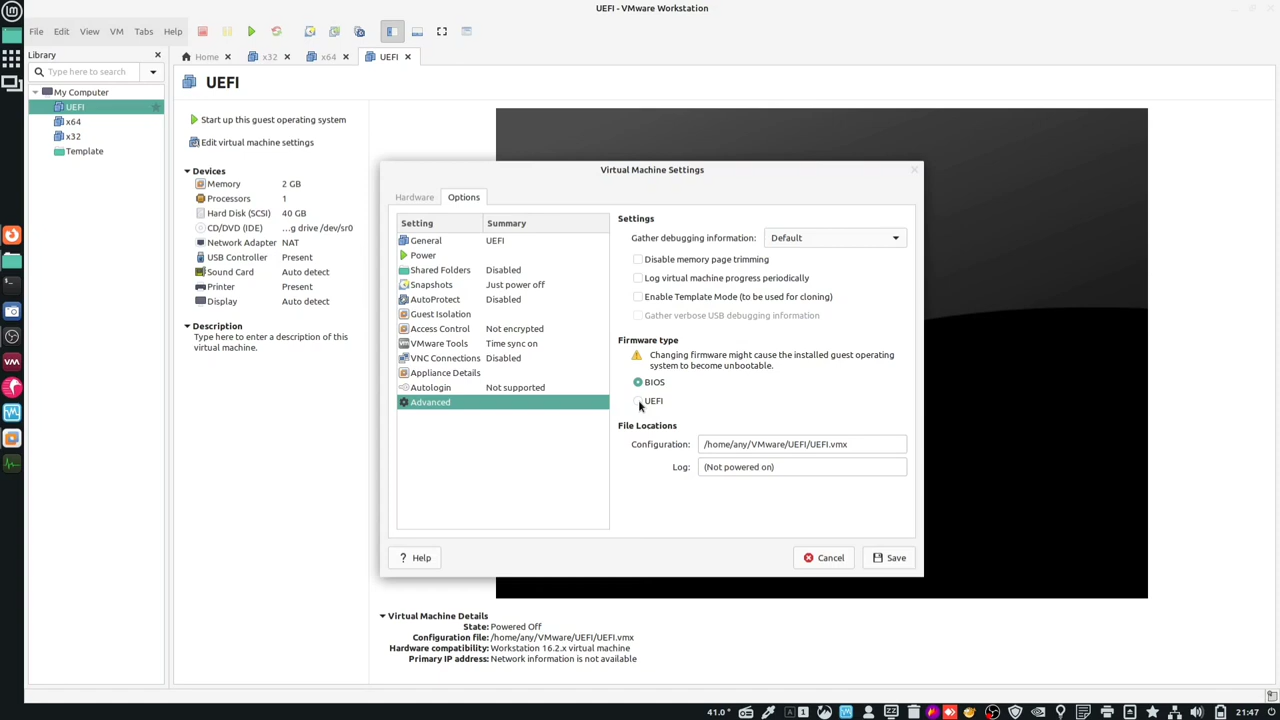 UEFI - VMware Workstation
File Edit View VM Tabs Help
Library
Home x32 x64 UEFI
Type here to search
My Computer
UEFI
x64
x32
Template
UEFI
Start up this guest operating system
Edit virtual machine settings
Devices
Memory 2 GB
Processors 1
Hard Disk (SCSI) 40 GB
CD/DVD (IDE) ...g drive /dev/sr0
Network Adapter NAT
USB Controller Present
Sound Card Auto detect
Printer Present
Display Auto detect
Description
Type here to enter a description of this
virtual machine.
Virtual Machine Settings
Hardware Options
Setting Summary
General UEFI
Power
Shared Folders Disabled
Snapshots Just power off
AutoProtect Disabled
Guest Isolation
Access Control Not encrypted
VMware Tools Time sync on
VNC Connections Disabled
Appliance Details
Autologin Not supported
Advanced
Settings
Gather debugging information: Default
Disable memory page trimming
Log virtual machine progress periodically
Enable Template Mode (to be used for cloning)
Gather verbose USB debugging information
Firmware type
Changing firmware might cause the installed guest operating
system to become unbootable.
BIOS
UEFI
File Locations
Configuration: /home/any/VMware/UEFI/UEFI.vmx
Log: (Not powered on)
? Help
Cancel
Save
Virtual Machine Details
State: Powered Off
Configuration file: /home/any/VMware/UEFI/UEFI.vmx
Hardware compatibility: Workstation 16.2.x virtual machine
Primary IP address: Network information is not available
41.0° A 1 21:47